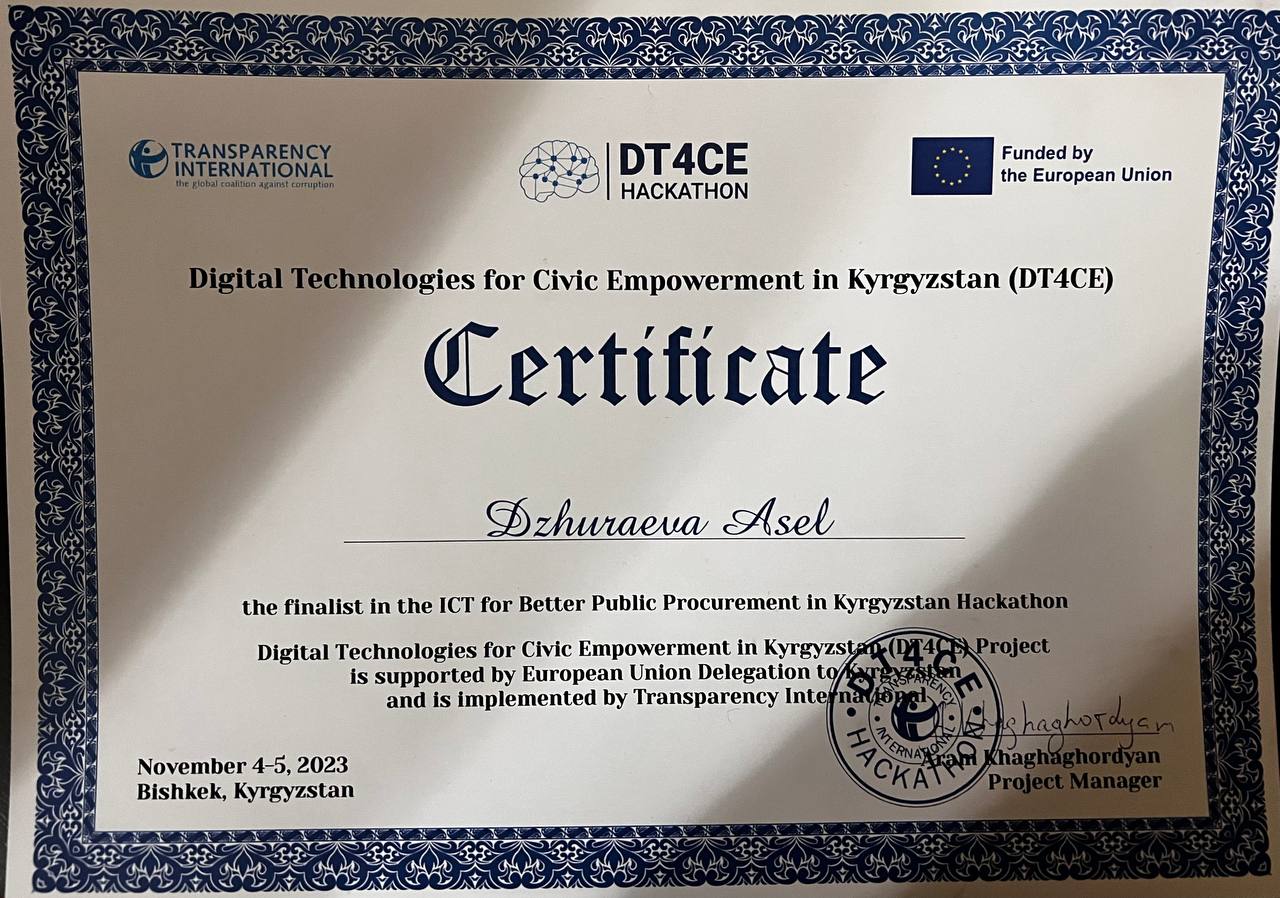 TRANSPARENCY
INTERNATIONAL
the global coalition against corruption
DT4CE
HACKATHON
Funded by
the European Union
Digital Technologies for Civic Empowerment in Kyrgyzstan (DT4CE)
Certificate
Dzhuraeva Asel
the finalist in the ICT for Better Public Procurement in Kyrgyzstan Hackathon
Digital Technologies for Civic Empowerment in Kyrgyzstan (DT4CE) Project
is supported by European Union Delegation to Kyrgyzstan
and is implemented by Transparency International
DT4CE
TRANSPARENCY
INTERNATIONAL
HACKATHON
Khaghaghordyan
Aram Khaghaghordyan
Project Manager
November 4-5, 2023
Bishkek, Kyrgyzstan